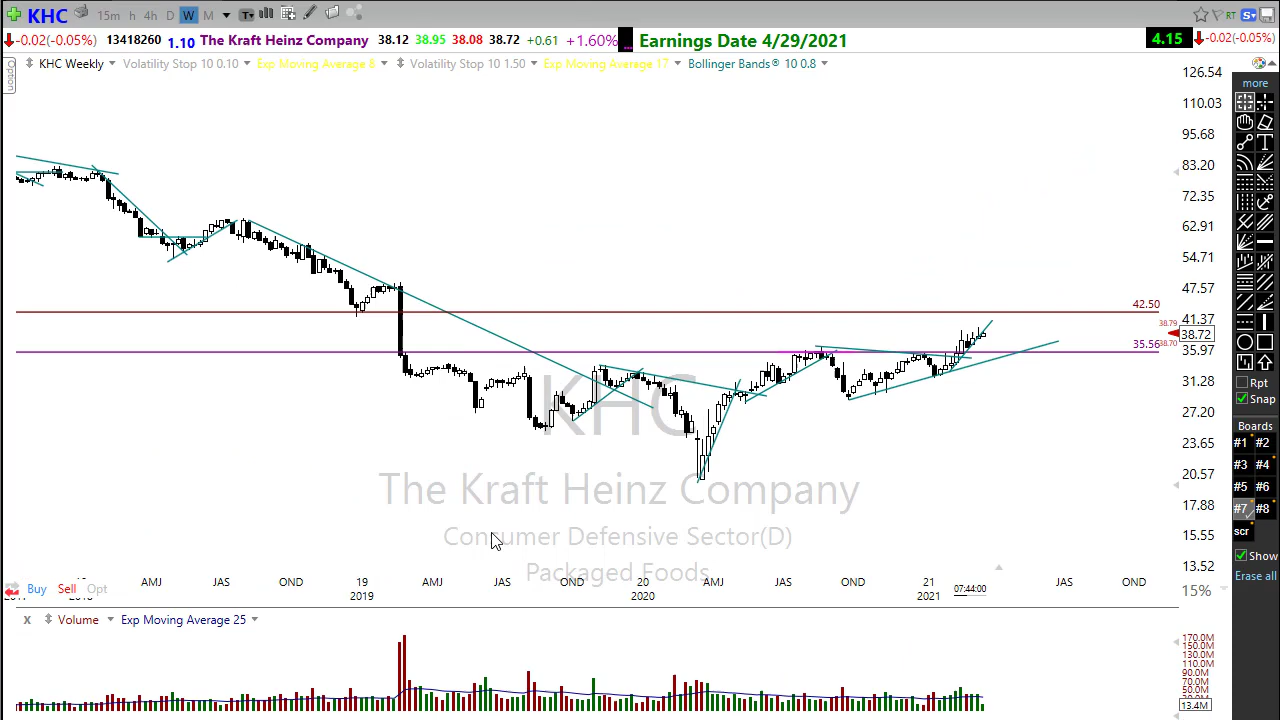 KHC 15m h 4h D W M
-0.02(-0.05%) 13418260 1.10 The Kraft Heinz Company 38.12 38.95 38.08 38.72 +0.61 +1.60% Earnings Date 4/29/2021 4.15 -0.02(-0.05%)
RT
Option
KHC Weekly Volatility Stop 10 0.10 Exp Moving Average 8 Volatility Stop 10 1.50 Exp Moving Average 17 Bollinger Bands® 10 0.8
126.54
more
110.03
95.68
83.20
72.35
62.91
54.71
47.57
42.50
41.37
38.79
38.72
38.70
35.56
35.97
31.28
Rpt
Snap
27.20
KHC
Boards
23.65
#1 #2
#3 #4
20.57
#5 #6
The Kraft Heinz Company
17.88
#7 #8
15.55
scr
Consumer Defensive Sector(D)
Show
13.52
Packaged Foods
Erase all
AMJ JAS OND 19 AMJ JAS OND 20 AMJ JAS OND 21 JAS OND
Buy Sell Opt 07:44:00 15%
2019 2020 2021
X Volume Exp Moving Average 25
170.0M
150.0M
130.0M
110.0M
90.0M
70.0M
50.0M
13.4M